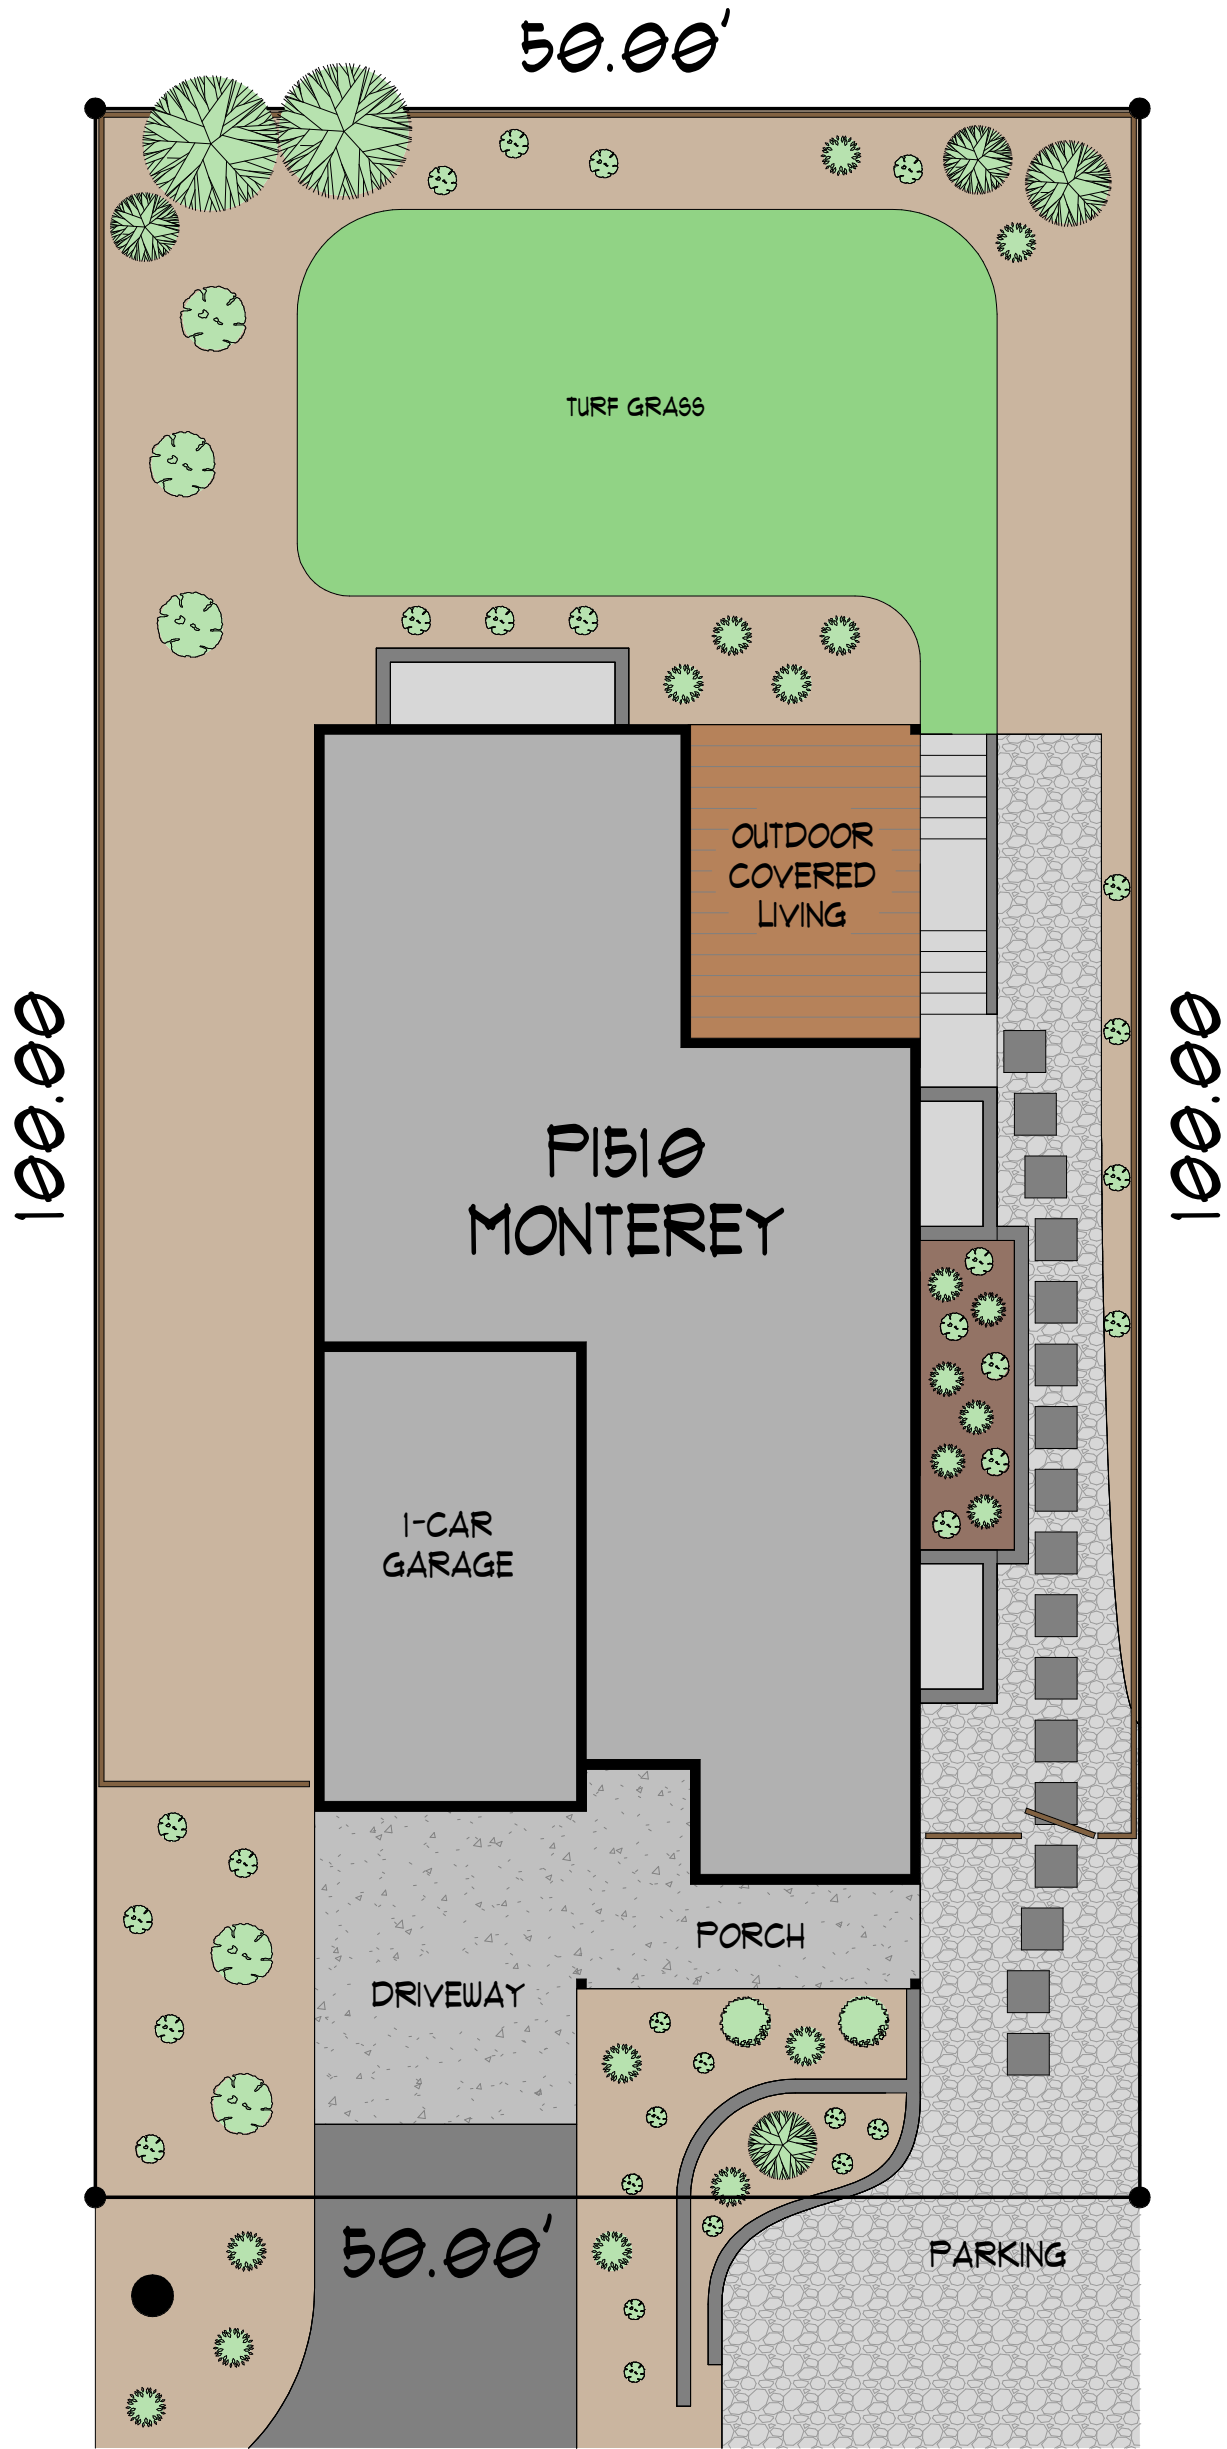 50.00'
TURF GRASS
OUTDOOR
COVERED
LIVING
100.00
100.00
P1510
MONTEREY
1-CAR
GARAGE
PORCH
DRIVEWAY
50.00'
PARKING